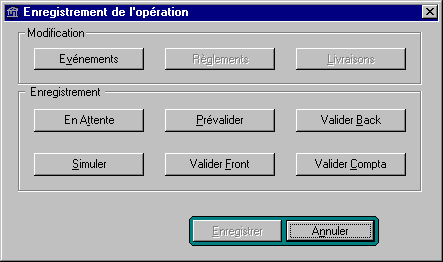 Enregistrement de l'opération
Modification
Evénements Règlements Livraisons
Enregistrement
En Attente Prévalider Valider Back
Simuler Valider Front Valider Compta
Enregistrer Annuler